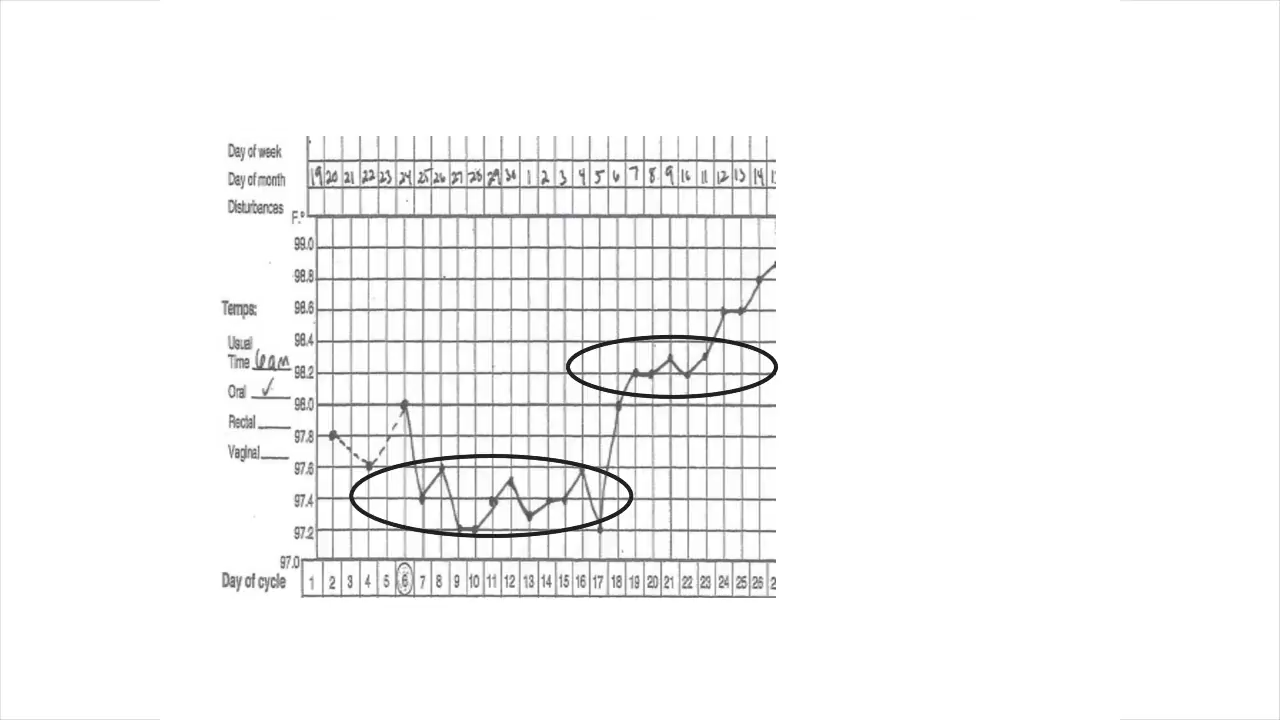 Day of week
Day of month 19 20 21 22 23 24 25 26 27 28 29 30 1 2 3 4 5 6 7 8 9 10 11 12 13 14
Disturbances
F.°
99.0
98.8
Temps: 98.6
Usual 98.4
Time 6am
98.2
Oral ✓
98.0
Rectal
97.8
Vaginal
97.6
97.4
97.2
97.0
Day of cycle 1 2 3 4 5 6 7 8 9 10 11 12 13 14 15 16 17 18 19 20 21 22 23 24 25 26 2